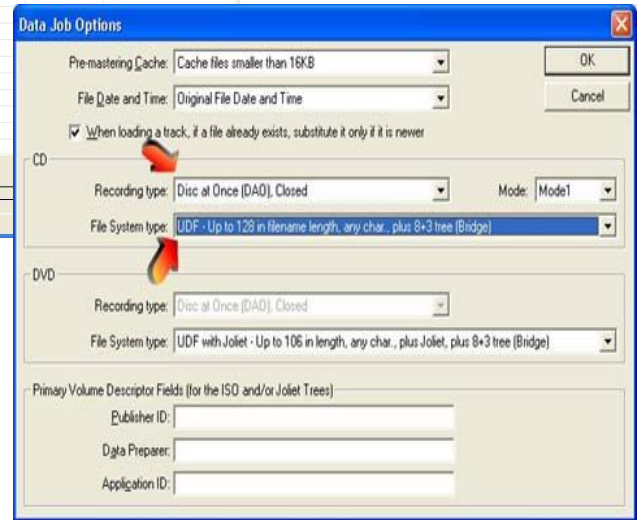 Data Job Options
Pre-mastering Cache: Cache files smaller than 16KB
OK
File Date and Time: Original File Date and Time
Cancel
When loading a track, if a file already exists, substitute it only if it is newer
CD
Recording type: Disc at Once (DAO), Closed Mode: Mode1
File System type: UDF - Up to 128 in filename length, any char., plus 8+3 tree (Bridge)
DVD
Recording type: Disc at Once (DAO), Closed
File System type: UDF with Joliet - Up to 106 in length, any char., plus Joliet, plus 8+3 tree (Bridge)
Primary Volume Descriptor Fields (for the ISO and/or Joliet Trees)
Publisher ID:
Data Preparer:
Application ID: